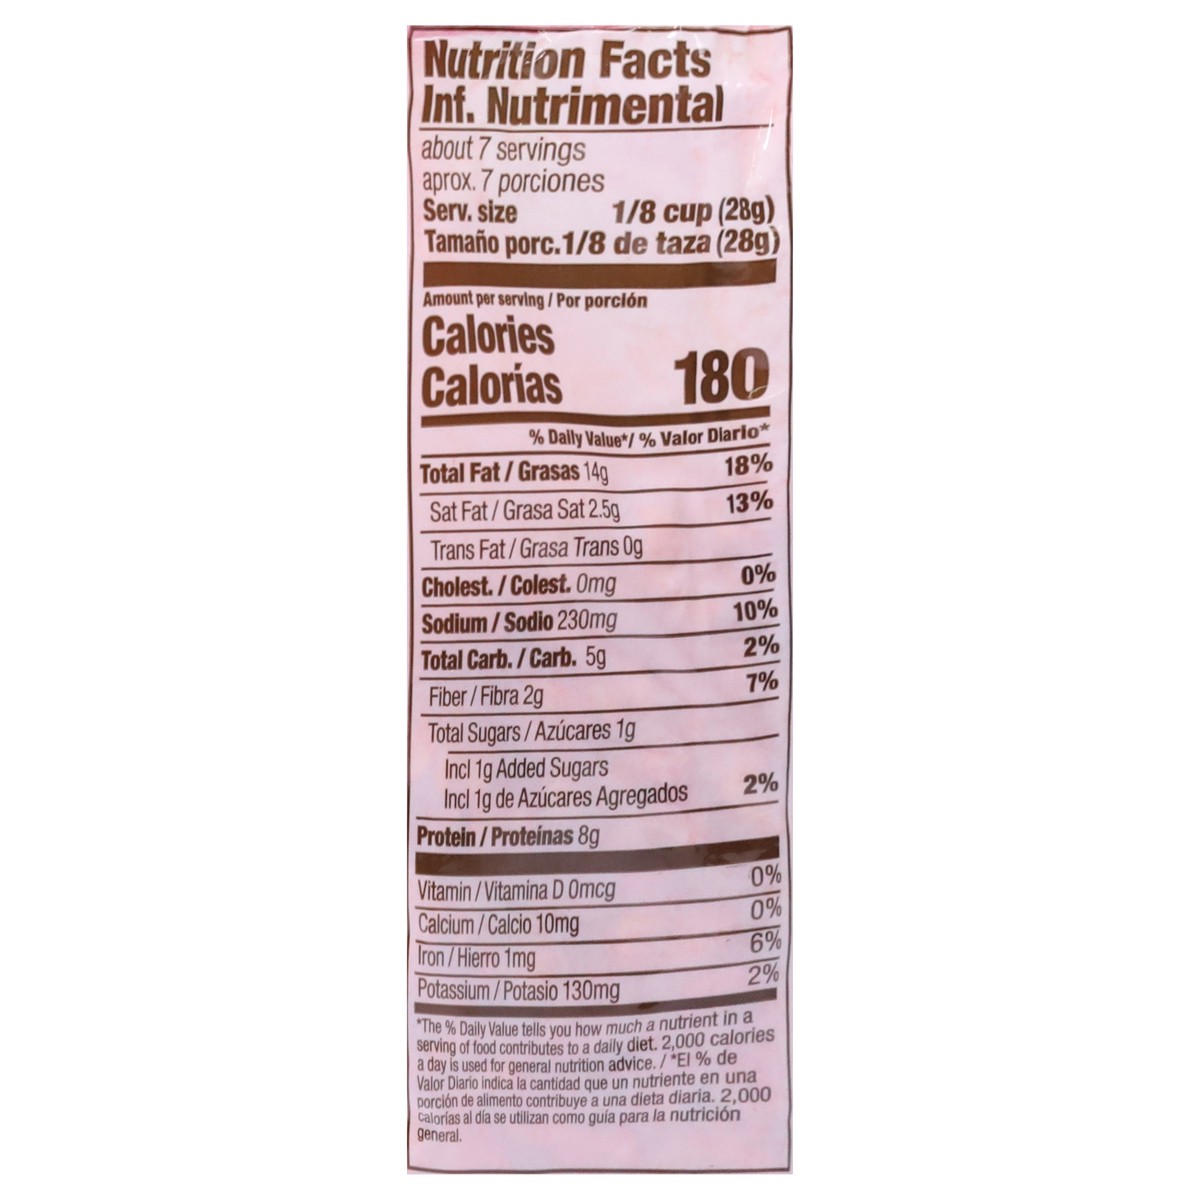 Nutrition Facts
Inf. Nutrimental
about 7 servings
aprox. 7 porciones
Serv. size 1/8 cup (28g)
Tamaño porc.1/8 de taza (28g)
Amount per serving / Por porción
Calories
Calorías 180
% Daily Value*/ % Valor Diario*
Total Fat / Grasas 14g 18%
Sat Fat / Grasa Sat 2.5g 13%
Trans Fat / Grasa Trans 0g
Cholest. / Colest. 0mg 0%
Sodium / Sodio 230mg 10%
Total Carb. / Carb. 5g 2%
Fiber / Fibra 2g 7%
Total Sugars / Azúcares 1g
Incl 1g Added Sugars
Incl 1g de Azúcares Agregados 2%
Protein / Proteínas 8g
Vitamin / Vitamina D 0mcg 0%
Calcium / Calcio 10mg 0%
Iron / Hierro 1mg 6%
Potassium / Potasio 130mg 2%
*The % Daily Value tells you how much a nutrient in a
serving of food contributes to a daily diet. 2,000 calories
a day is used for general nutrition advice. / *El % de
Valor Diario indica la cantidad que un nutriente en una
porción de alimento contribuye a una dieta diaria. 2,000
calorías al día se utilizan como guía para la nutrición
general.